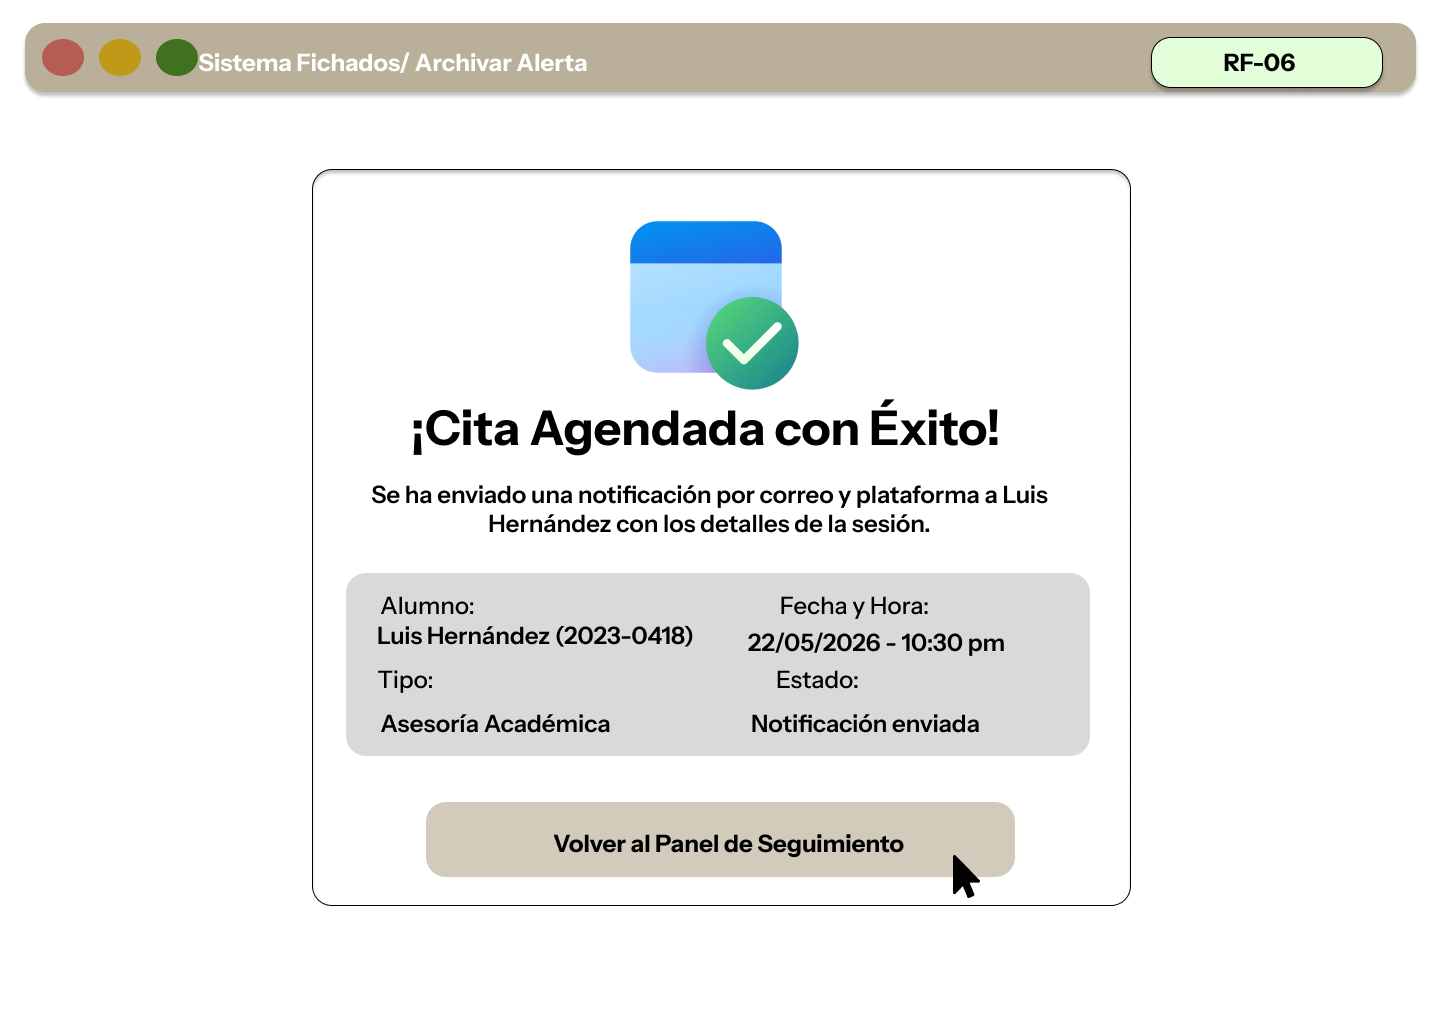 Sistema Fichados/ Archivar Alerta
RF-06
¡Cita Agendada con Éxito!
Se ha enviado una notificación por correo y plataforma a Luis
Hernández con los detalles de la sesión.
Alumno:
Luis Hernández (2023-0418)
Fecha y Hora:
22/05/2026 - 10:30 pm
Tipo:
Asesoría Académica
Estado:
Notificación enviada
Volver al Panel de Seguimiento